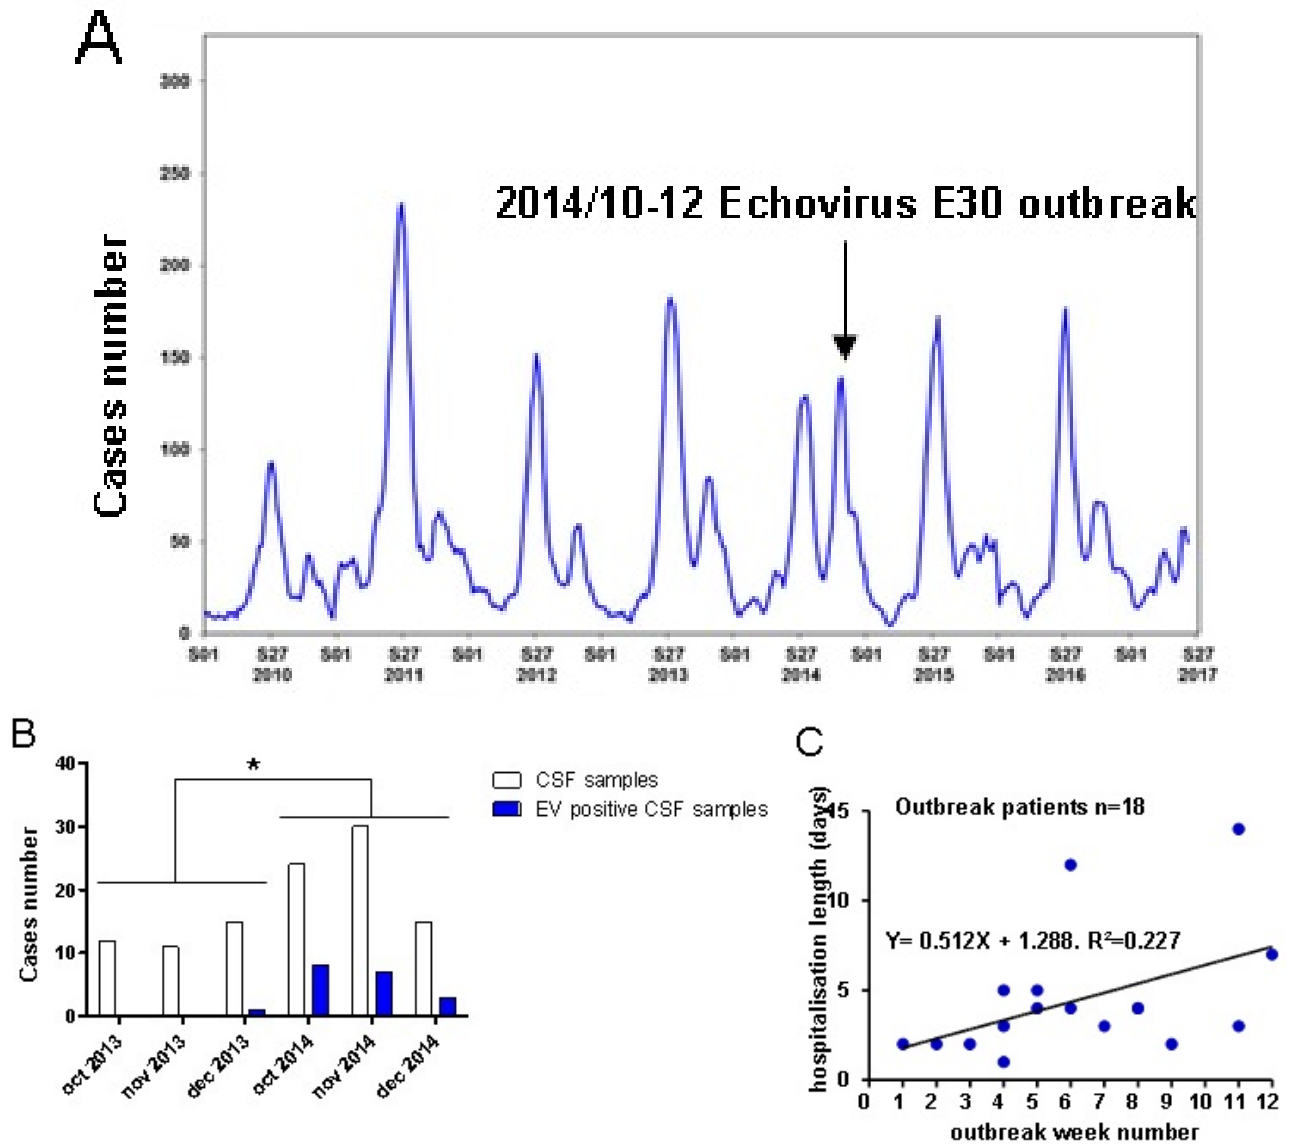 A
300
250
200
150
100
50
0
Cases number
2014/10-12 Echovirus E30 outbreak
S01 S27 S01 S27 S01 S27 S01 S27 S01 S27 S01 S27 S01 S27 S01 S27
2010 2011 2012 2013 2014 2015 2016 2017
B
40
30
20
10
0
Cases number
*
CSF samples
EV positive CSF samples
oct 2013
nov 2013
dec 2013
oct 2014
nov 2014
dec 2014
C
15
10
5
0
hospitalisation length (days)
Outbreak patients n=18
Y= 0.512X + 1.288. R²=0.227
0 1 2 3 4 5 6 7 8 9 10 11 12
outbreak week number